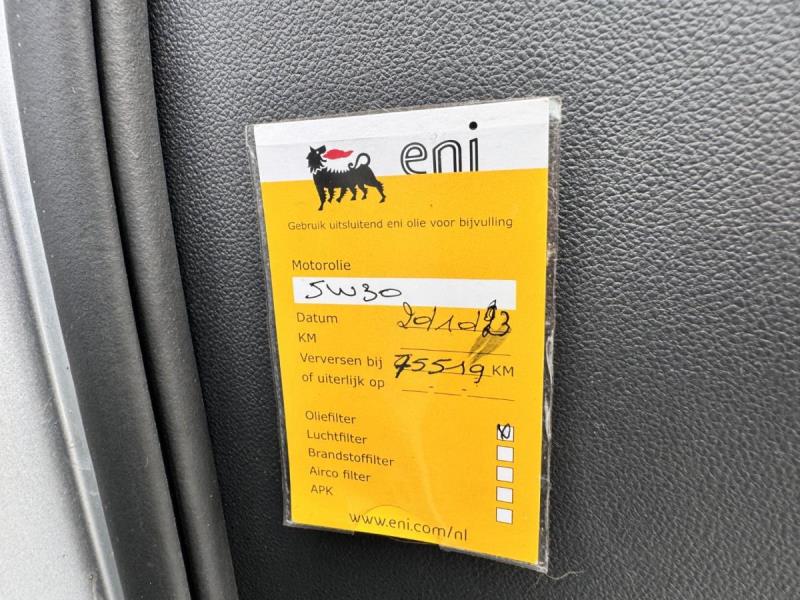 eni
Gebruik uitsluitend eni olie voor bijvulling
Motorolie
5W30
Datum
KM
Verversen bij 75519 KM
of uiterlijk op
Oliefilter
Luchtfilter
Brandstoffilter
Airco filter
APK
www.eni.com/nl